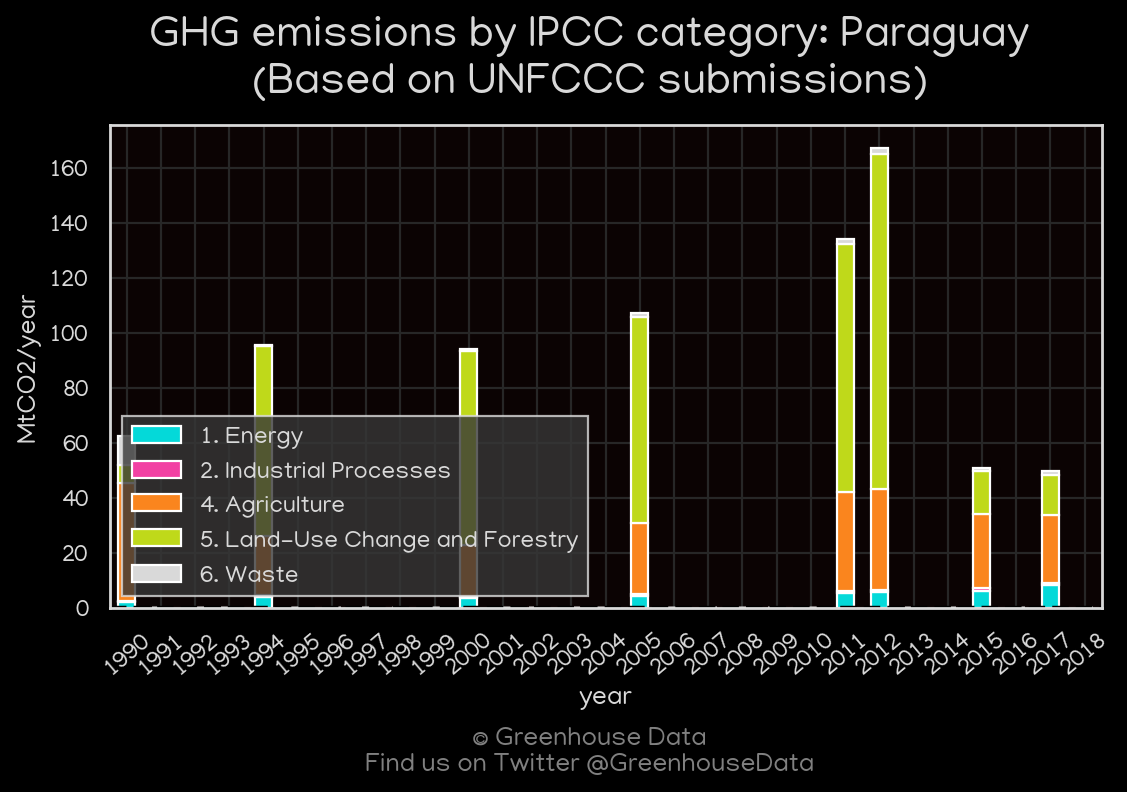 GHG emissions by IPCC category: Paraguay
(Based on UNFCCC submissions)
MtCO2/year
160
140
120
100
80
60
40
20
0
1. Energy
2. Industrial Processes
4. Agriculture
5. Land-Use Change and Forestry
6. Waste
1990 1991 1992 1993 1994 1995 1996 1997 1998 1999 2000 2001 2002 2003 2004 2005 2006 2007 2008 2009 2010 2011 2012 2013 2014 2015 2016 2017 2018
year
© Greenhouse Data
Find us on Twitter @GreenhouseData